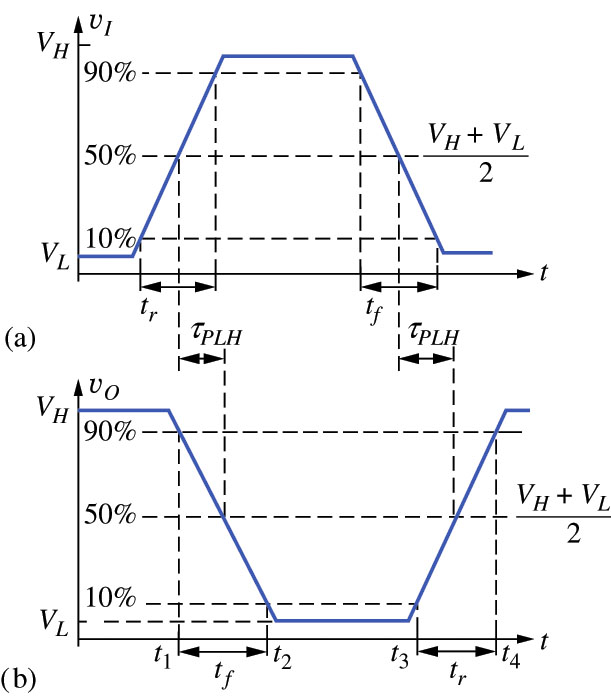 v_I
V_H
90%
50%
V_H + V_L
2
10%
V_L
t
t_r
t_f
(a)
τ_PLH
τ_PLH
v_O
V_H
90%
50%
V_H + V_L
2
10%
V_L
t_1
t_f
t_2
t_3
t_r
t_4
t
(b)